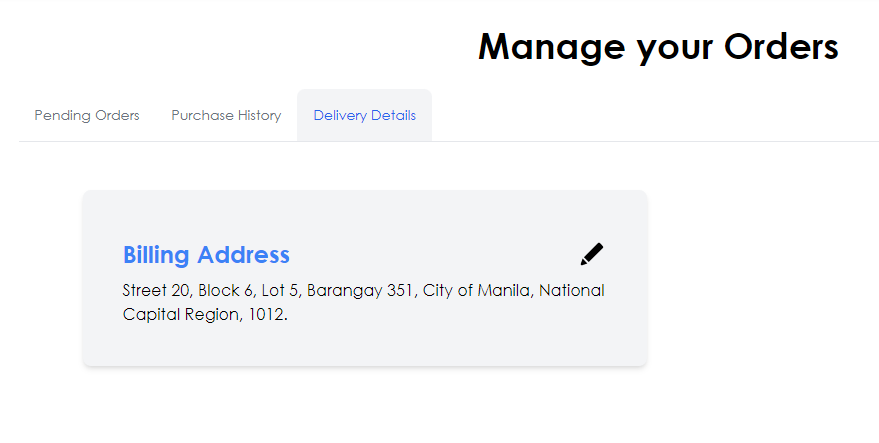 Manage your Orders
Pending Orders Purchase History Delivery Details
Billing Address
Street 20, Block 6, Lot 5, Barangay 351, City of Manila, National
Capital Region, 1012.